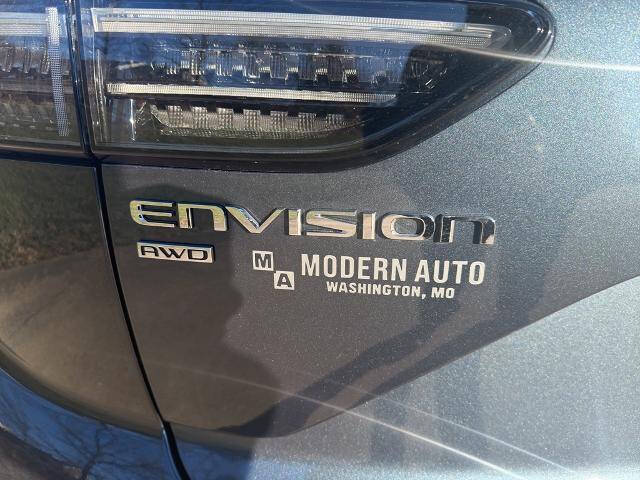 ENVISION
AWD
MA MODERN AUTO
WASHINGTON, MO